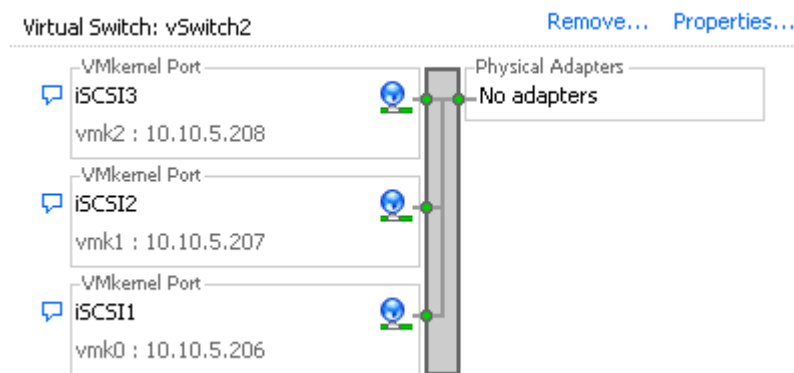 Virtual Switch: vSwitch2 Remove... Properties...
VMkernel Port
iSCSI3
vmk2 : 10.10.5.208
Physical Adapters
No adapters
VMkernel Port
iSCSI2
vmk1 : 10.10.5.207
VMkernel Port
iSCSI1
vmk0 : 10.10.5.206